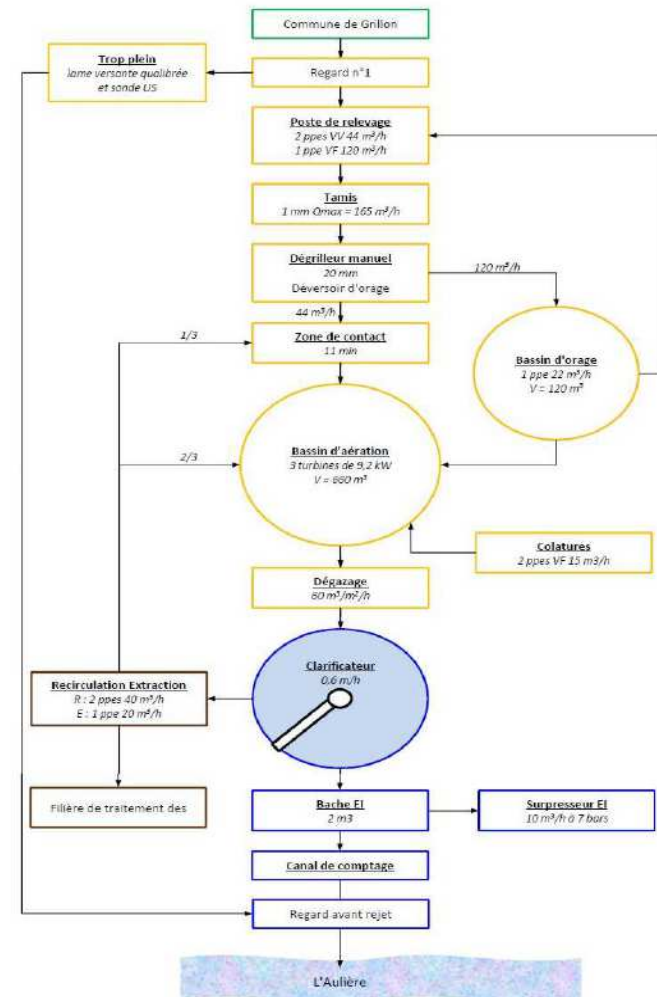 Commune de Grillon
Trop plein
lame versante qualibrée
et sonde US
Regard n°1
Poste de relevage
2 ppes VV 44 m³/h
1 ppe VF 120 m³/h
Tamis
1 mm Qmax = 165 m³/h
Dégrilleur manuel
20 mm
Déversoir d'orage
120 m³/h
44 m³/h
1/3
Zone de contact
11 min
Bassin d'orage
1 ppe 22 m³/h
V = 120 m³
2/3
Bassin d'aération
3 turbines de 9,2 kW
V = 660 m³
Colatures
2 ppes VF 15 m3/h
Dégazage
60 m³/m²/h
Clarificateur
0,6 m/h
Recirculation Extraction
R : 2 ppes 40 m³/h
E : 1 ppe 20 m³/h
Filière de traitement des
Bache EI
2 m3
Surpresseur EI
10 m³/h à 7 bars
Canal de comptage
Regard avant rejet
L'Aulière